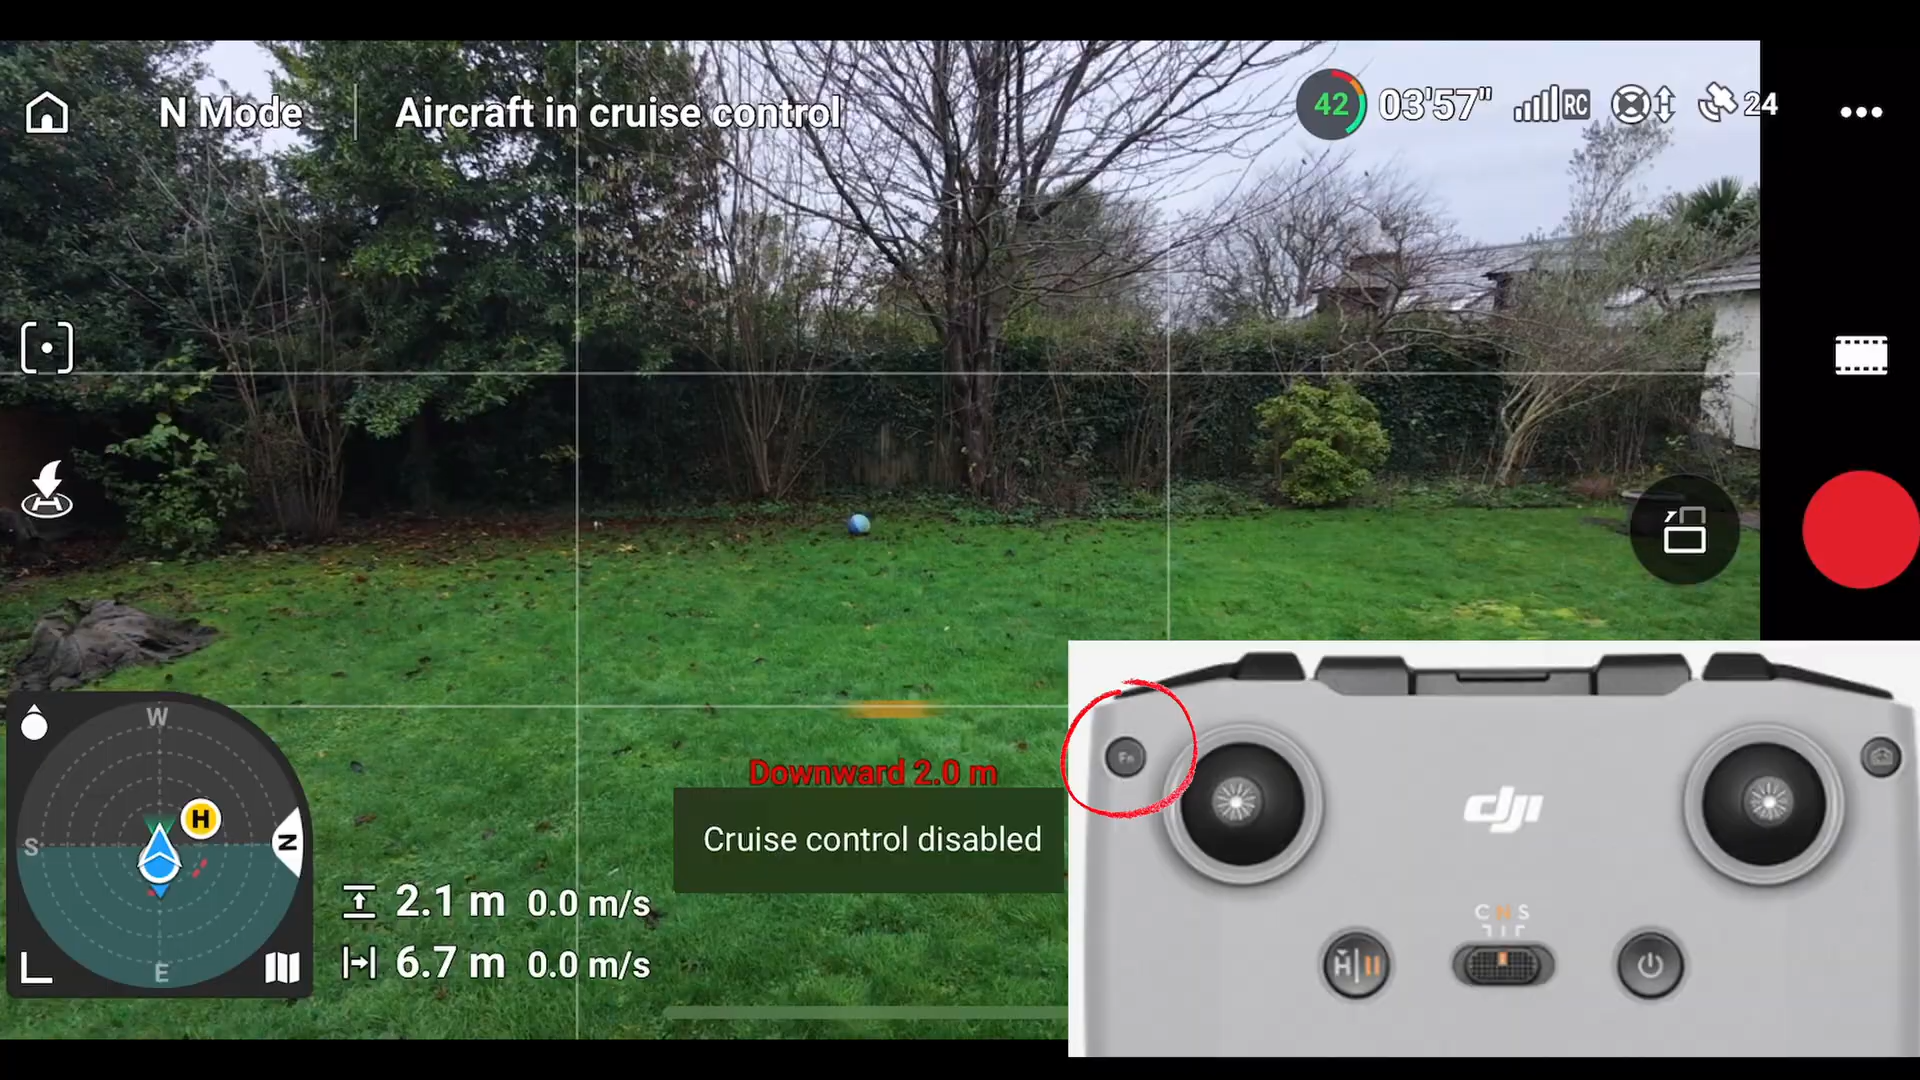 N Mode
Aircraft in cruise control
42
03'57"
RC
24
W
H
S
N
E
Downward 2.0 m
Cruise control disabled
2.1 m 0.0 m/s
6.7 m 0.0 m/s
Fn
dji
C N S
H